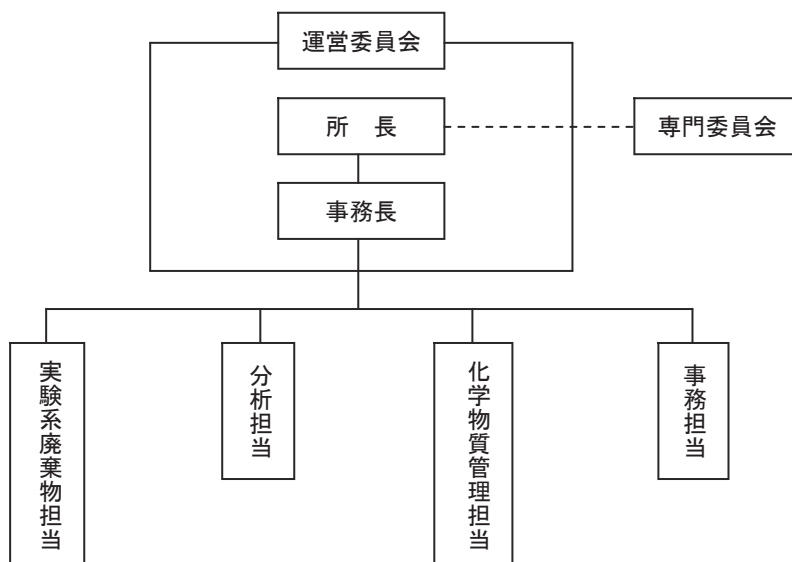 運営委員会
所　長
専門委員会
事務長
実験系廃棄物担当
分析担当
化学物質管理担当
事務担当